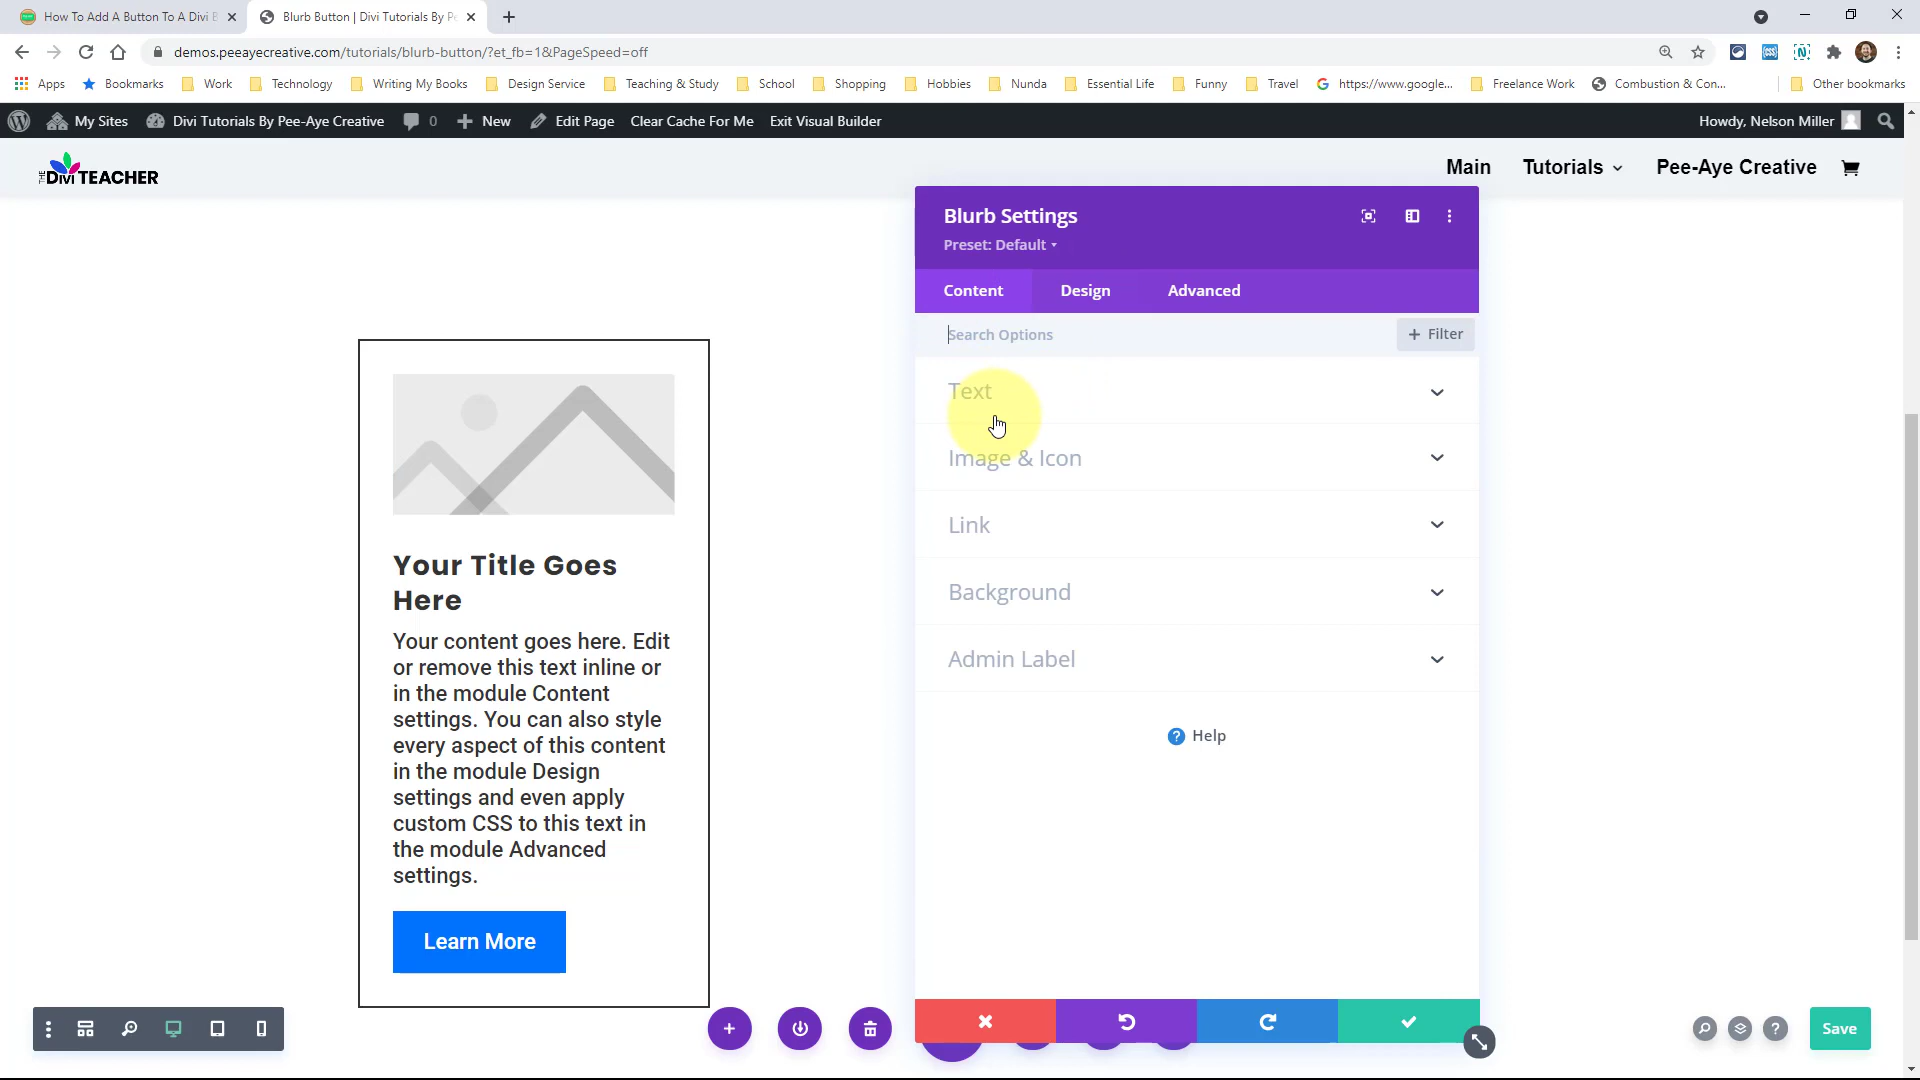 How To Add A Button To A Divi B
Blurb Button | Divi Tutorials By Pe
demos.peeayecreative.com/tutorials/blurb-button/?et_fb=1&PageSpeed=off
Apps
Bookmarks
Work
Technology
Writing My Books
Design Service
Teaching & Study
School
Shopping
Hobbies
Nunda
Essential Life
Funny
Travel
https://www.google...
Freelance Work
Combustion & Con...
Other bookmarks
My Sites
Divi Tutorials By Pee-Aye Creative
0
New
Edit Page
Clear Cache For Me
Exit Visual Builder
Howdy, Nelson Miller
THE DIVI TEACHER
Main
Tutorials
Pee-Aye Creative
Blurb Settings
Preset: Default
Content
Design
Advanced
Search Options
+ Filter
Text
Image & Icon
Link
Background
Admin Label
? Help
Your Title Goes
Here
Your content goes here. Edit
or remove this text inline or
in the module Content
settings. You can also style
every aspect of this content
in the module Design
settings and even apply
custom CSS to this text in
the module Advanced
settings.
Learn More
?
Save